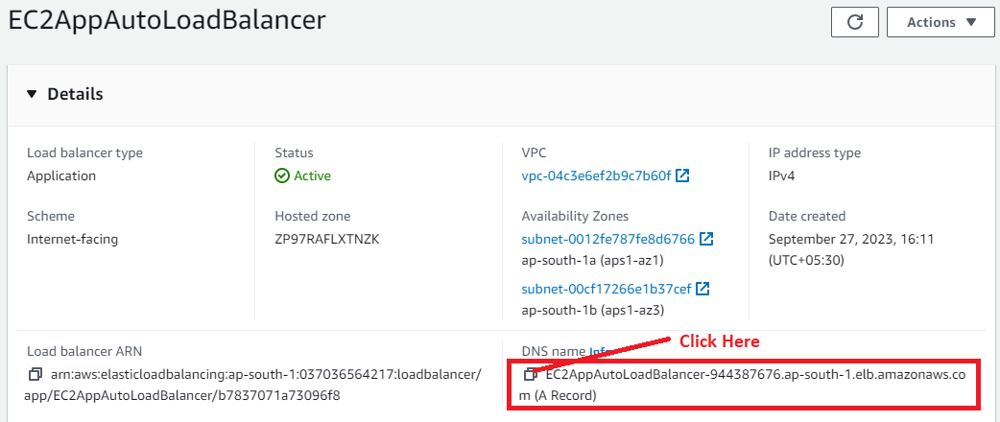 EC2AppAutoLoadBalancer
Actions
Details
Load balancer type
Application
Status
Active
VPC
vpc-04c3e6ef2b9c7b60f
IP address type
IPv4
Scheme
Internet-facing
Hosted zone
ZP97RAFLXTNZK
Availability Zones
subnet-0012fe787fe8d6766
ap-south-1a (aps1-az1)
subnet-00cf17266e1b37cef
ap-south-1b (aps1-az3)
Date created
September 27, 2023, 16:11
(UTC+05:30)
Load balancer ARN
arn:aws:elasticloadbalancing:ap-south-1:037036564217:loadbalancer/
app/EC2AppAutoLoadBalancer/b7837071a73096f8
DNS name Info
Click Here
EC2AppAutoLoadBalancer-944387676.ap-south-1.elb.amazonaws.co
m (A Record)